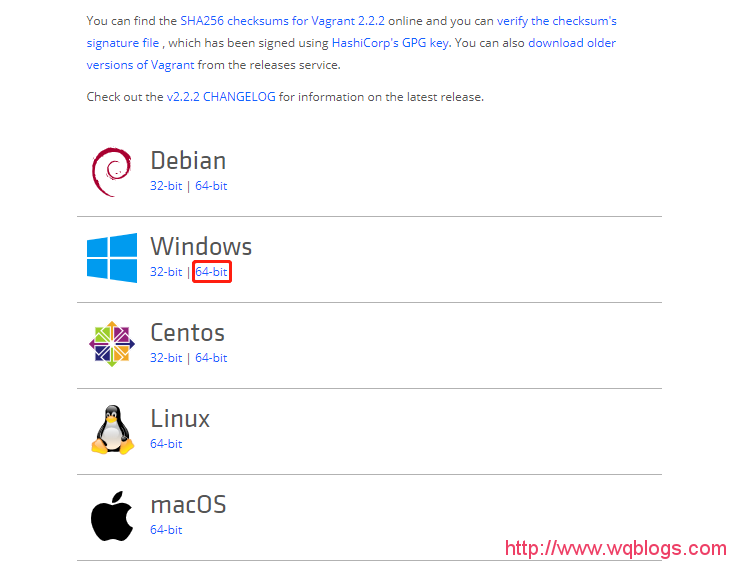 You can find the SHA256 checksums for Vagrant 2.2.2 online and you can verify the checksum's
signature file , which has been signed using HashiCorp's GPG key. You can also download older
versions of Vagrant from the releases service.
Check out the v2.2.2 CHANGELOG for information on the latest release.
Debian
32-bit | 64-bit
Windows
32-bit | 64-bit
Centos
32-bit | 64-bit
Linux
64-bit
macOS
64-bit
http://www.wqblogs.com